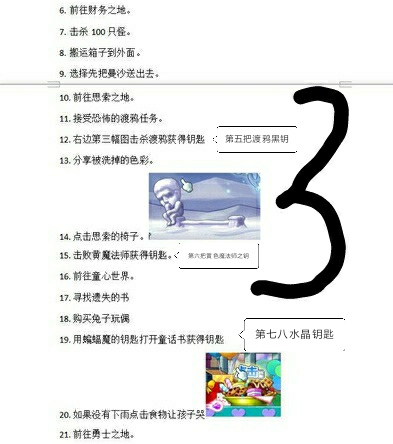 6. 前往财务之地。
7. 击杀 100 只怪。
8. 搬运箱子到外面。
9. 选择先把曼沙送出去。
10. 前往思索之地。
11. 接受恐怖的渡鸦任务。
12. 右边第三幅图击杀渡鸦获得钥匙
第五把渡鸦黑钥
13. 分享被洗掉的色彩。
3
14. 点击思索的椅子。
15. 击败黄魔法师获得钥匙。
第六把黄色魔法师之钥
16. 前往童心世界。
17. 寻找遗失的书
18. 购买兔子玩偶
19. 用蝙蝠魔的钥匙打开童话书获得钥匙
第七八水晶钥匙
20. 如果没有下雨点击食物让孩子哭
21. 前往勇士之地。